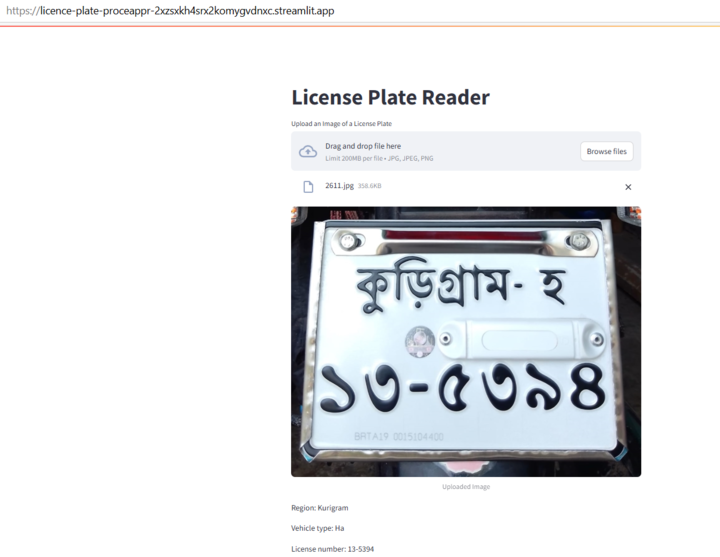 https://licence-plate-proceappr-2xzsxkh4srx2komygvdnxc.streamlit.app
License Plate Reader
Upload an Image of a License Plate
Drag and drop file here
Limit 200MB per file • JPG, JPEG, PNG
Browse files
2611.jpg 358.6KB
কুড়িগ্রাম- হ
১৩-৫৩৯৪
BRTA19 0015104400
Uploaded Image
Region: Kurigram
Vehicle type: Ha
License number: 13-5394